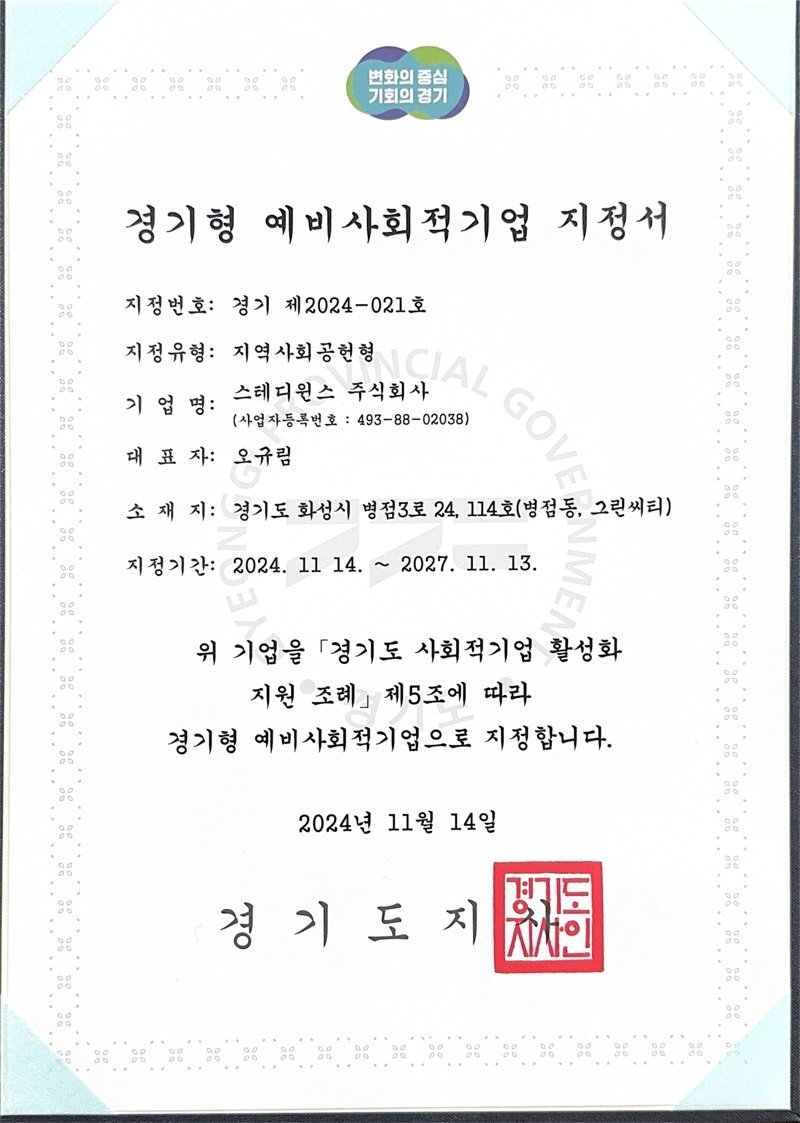 변화의 중심
기회의 경기
경기형 예비사회적기업 지정서
지정번호: 경기 제2024-021호
지정유형: 지역사회공헌형
기 업 명: 스테디원스 주식회사
(사업자등록번호 : 493-88-02038)
대 표 자: 오규림
소 재 지: 경기도 화성시 병점3로 24, 114호(병점동, 그린씨티)
지정기간: 2024. 11 14. ~ 2027. 11. 13.
GYEONGGI PROVINCIAL GOVERNMENT
경기도
위 기업을 「경기도 사회적기업 활성화
지원 조례」 제5조에 따라
경기형 예비사회적기업으로 지정합니다.
2024년 11월 14일
경 기 도 지 사
경기도
지사인